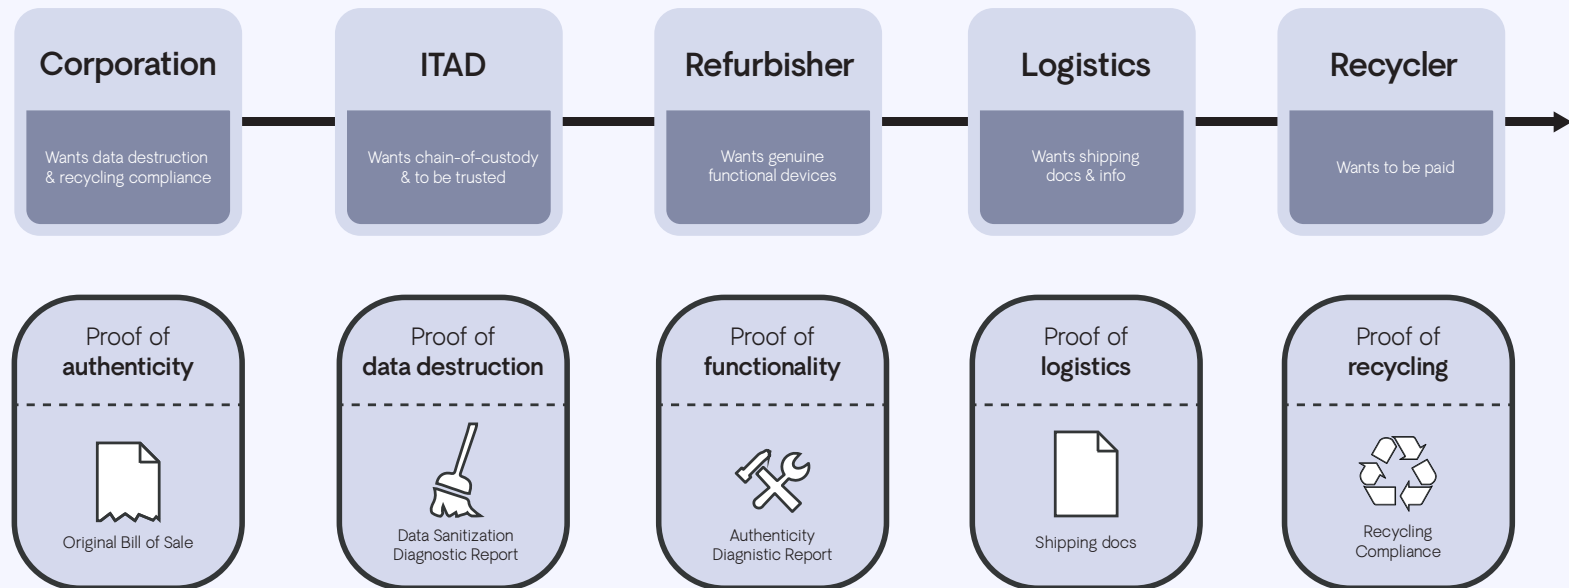 Corporation
Wants data destruction
& recycling compliance
ITAD
Wants chain-of-custody
& to be trusted
Refurbisher
Wants genuine
functional devices
Logistics
Wants shipping
docs & info
Recycler
Wants to be paid
Proof of
authenticity
Original Bill of Sale
Proof of
data destruction
Data Sanitization
Diagnostic Report
Proof of
functionality
Authenticity
Diagnistic Report
Proof of
logistics
Shipping docs
Proof of
recycling
Recycling
Compliance